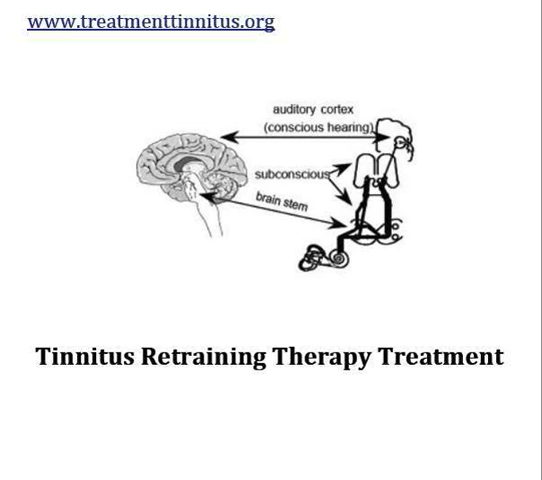 www.treatmenttinnitus.org
auditory cortex
(conscious hearing)
subconscious
brain stem
Tinnitus Retraining Therapy Treatment